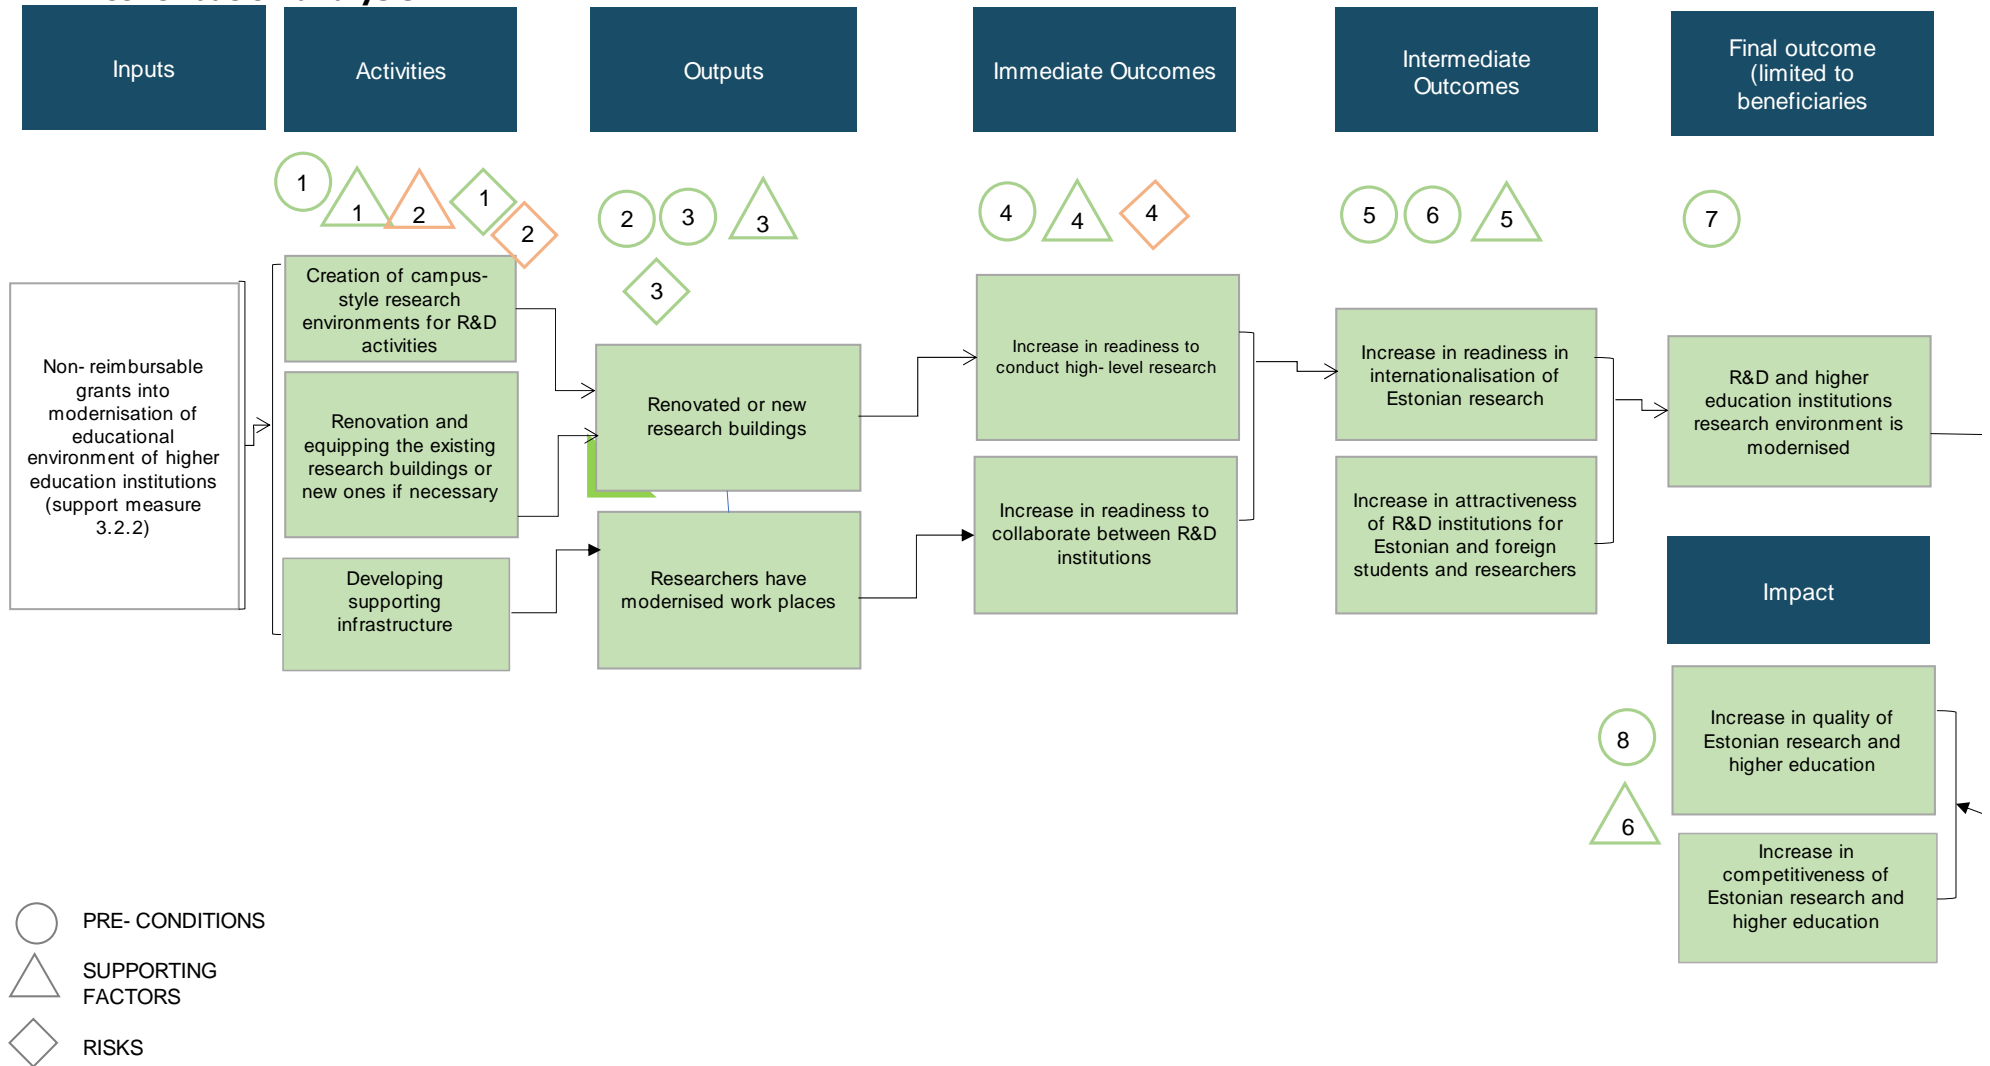 Inputs
Activities
Outputs
Immediate Outcomes
Intermediate
Outcomes
Final outcome
(limited to
beneficiaries
1
1
2
1
2
2
3
3
3
4
4
4
5
6
5
7
Non- reimbursable
grants into
modernisation of
educational
environment of higher
education institutions
(support measure
3.2.2)
Creation of campus-
style research
environments for R&D
activities
Renovation and
equipping the existing
research buildings or
new ones if necessary
Developing
supporting
infrastructure
Renovated or new
research buildings
Researchers have
modernised work places
Increase in readiness to
conduct high- level research
Increase in readiness to
collaborate between R&D
institutions
Increase in readiness in
internationalisation of
Estonian research
Increase in attractiveness
of R&D institutions for
Estonian and foreign
students and researchers
R&D and higher
education institutions
research environment is
modernised
Impact
8
6
Increase in quality of
Estonian research and
higher education
Increase in
competitiveness of
Estonian research and
higher education
PRE- CONDITIONS
SUPPORTING
FACTORS
RISKS